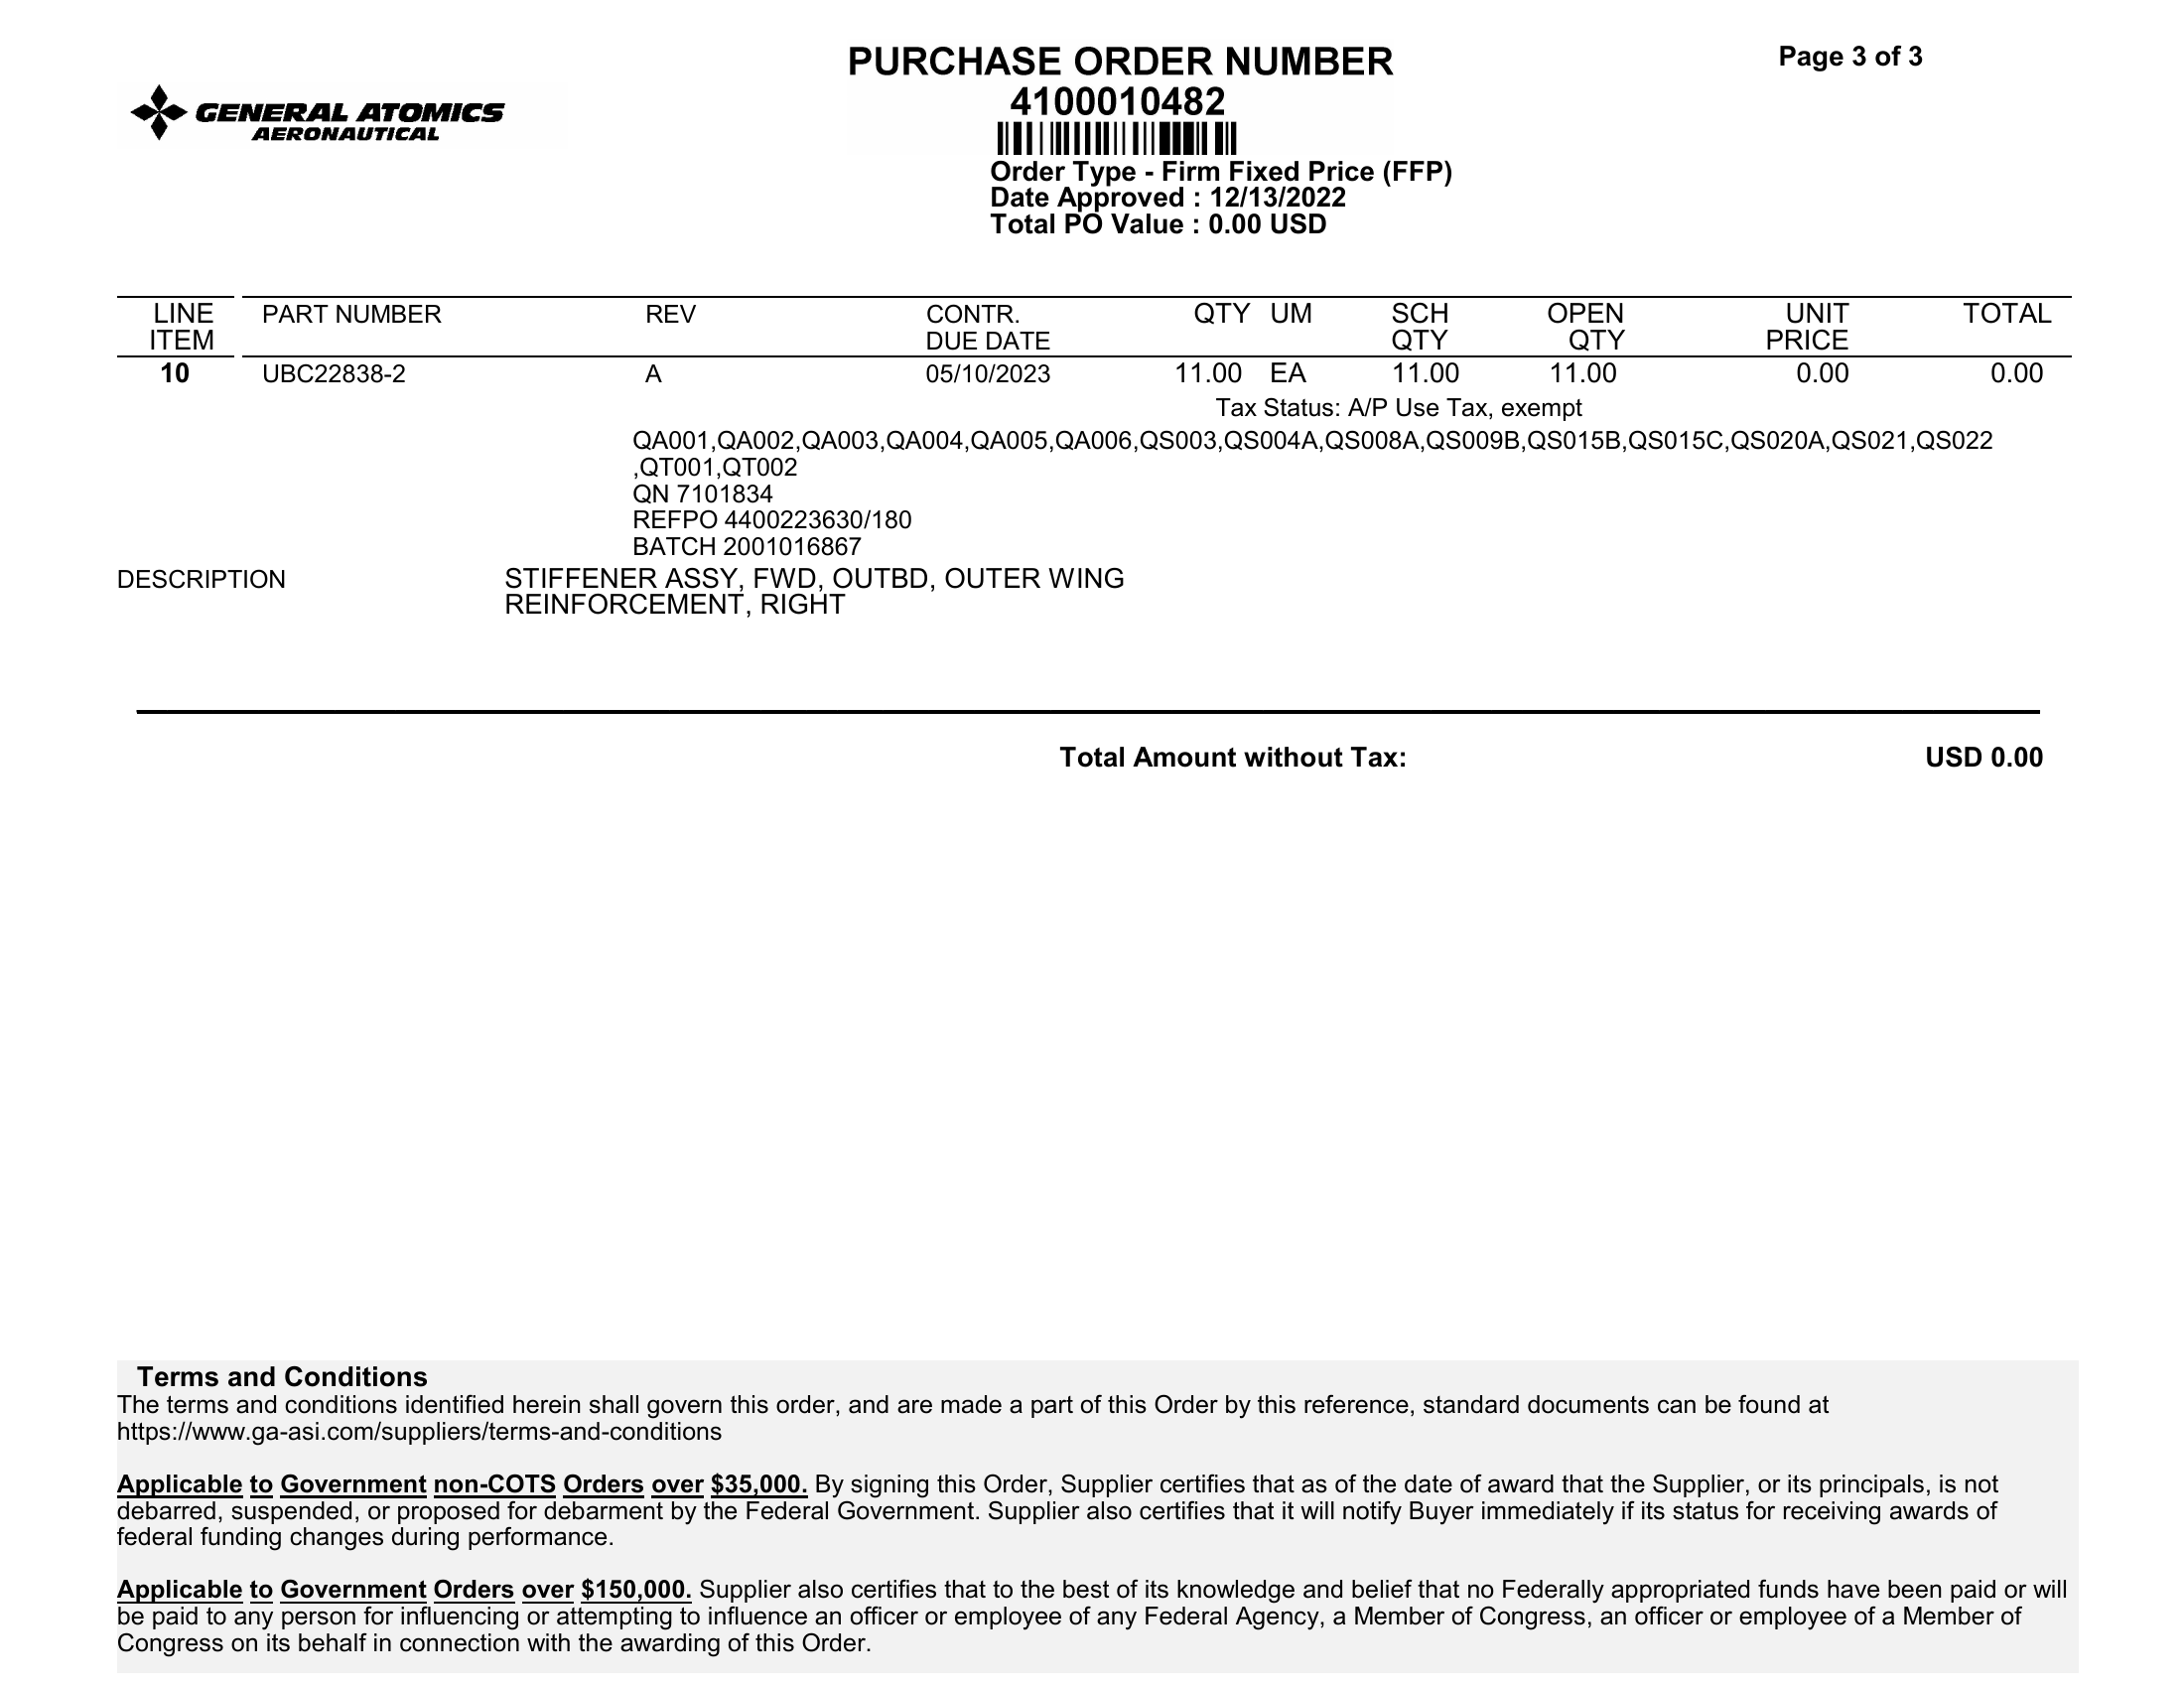 PURCHASE ORDER NUMBER
Page 3 of 3
4100010482
GENERAL ATOMICS
AERONAUTICAL
Order Type - Firm Fixed Price (FFP)
Date Approved : 12/13/2022
Total PO Value : 0.00 USD
LINE ITEM PART NUMBER REV CONTR. DUE DATE QTY UM SCH QTY OPEN QTY UNIT PRICE TOTAL
10 UBC22838-2 A 05/10/2023 11.00 EA 11.00 11.00 0.00 0.00
Tax Status: A/P Use Tax, exempt
QA001,QA002,QA003,QA004,QA005,QA006,QS003,QS004A,QS008A,QS009B,QS015B,QS015C,QS020A,QS021,QS022
,QT001,QT002
QN 7101834
REFPO 4400223630/180
BATCH 2001016867
DESCRIPTION STIFFENER ASSY, FWD, OUTBD, OUTER WING
REINFORCEMENT, RIGHT
Total Amount without Tax: USD 0.00
Terms and Conditions
The terms and conditions identified herein shall govern this order, and are made a part of this Order by this reference, standard documents can be found at
https://www.ga-asi.com/suppliers/terms-and-conditions
Applicable to Government non-COTS Orders over $35,000. By signing this Order, Supplier certifies that as of the date of award that the Supplier, or its principals, is not
debarred, suspended, or proposed for debarment by the Federal Government. Supplier also certifies that it will notify Buyer immediately if its status for receiving awards of
federal funding changes during performance.
Applicable to Government Orders over $150,000. Supplier also certifies that to the best of its knowledge and belief that no Federally appropriated funds have been paid or will
be paid to any person for influencing or attempting to influence an officer or employee of any Federal Agency, a Member of Congress, an officer or employee of a Member of
Congress on its behalf in connection with the awarding of this Order.